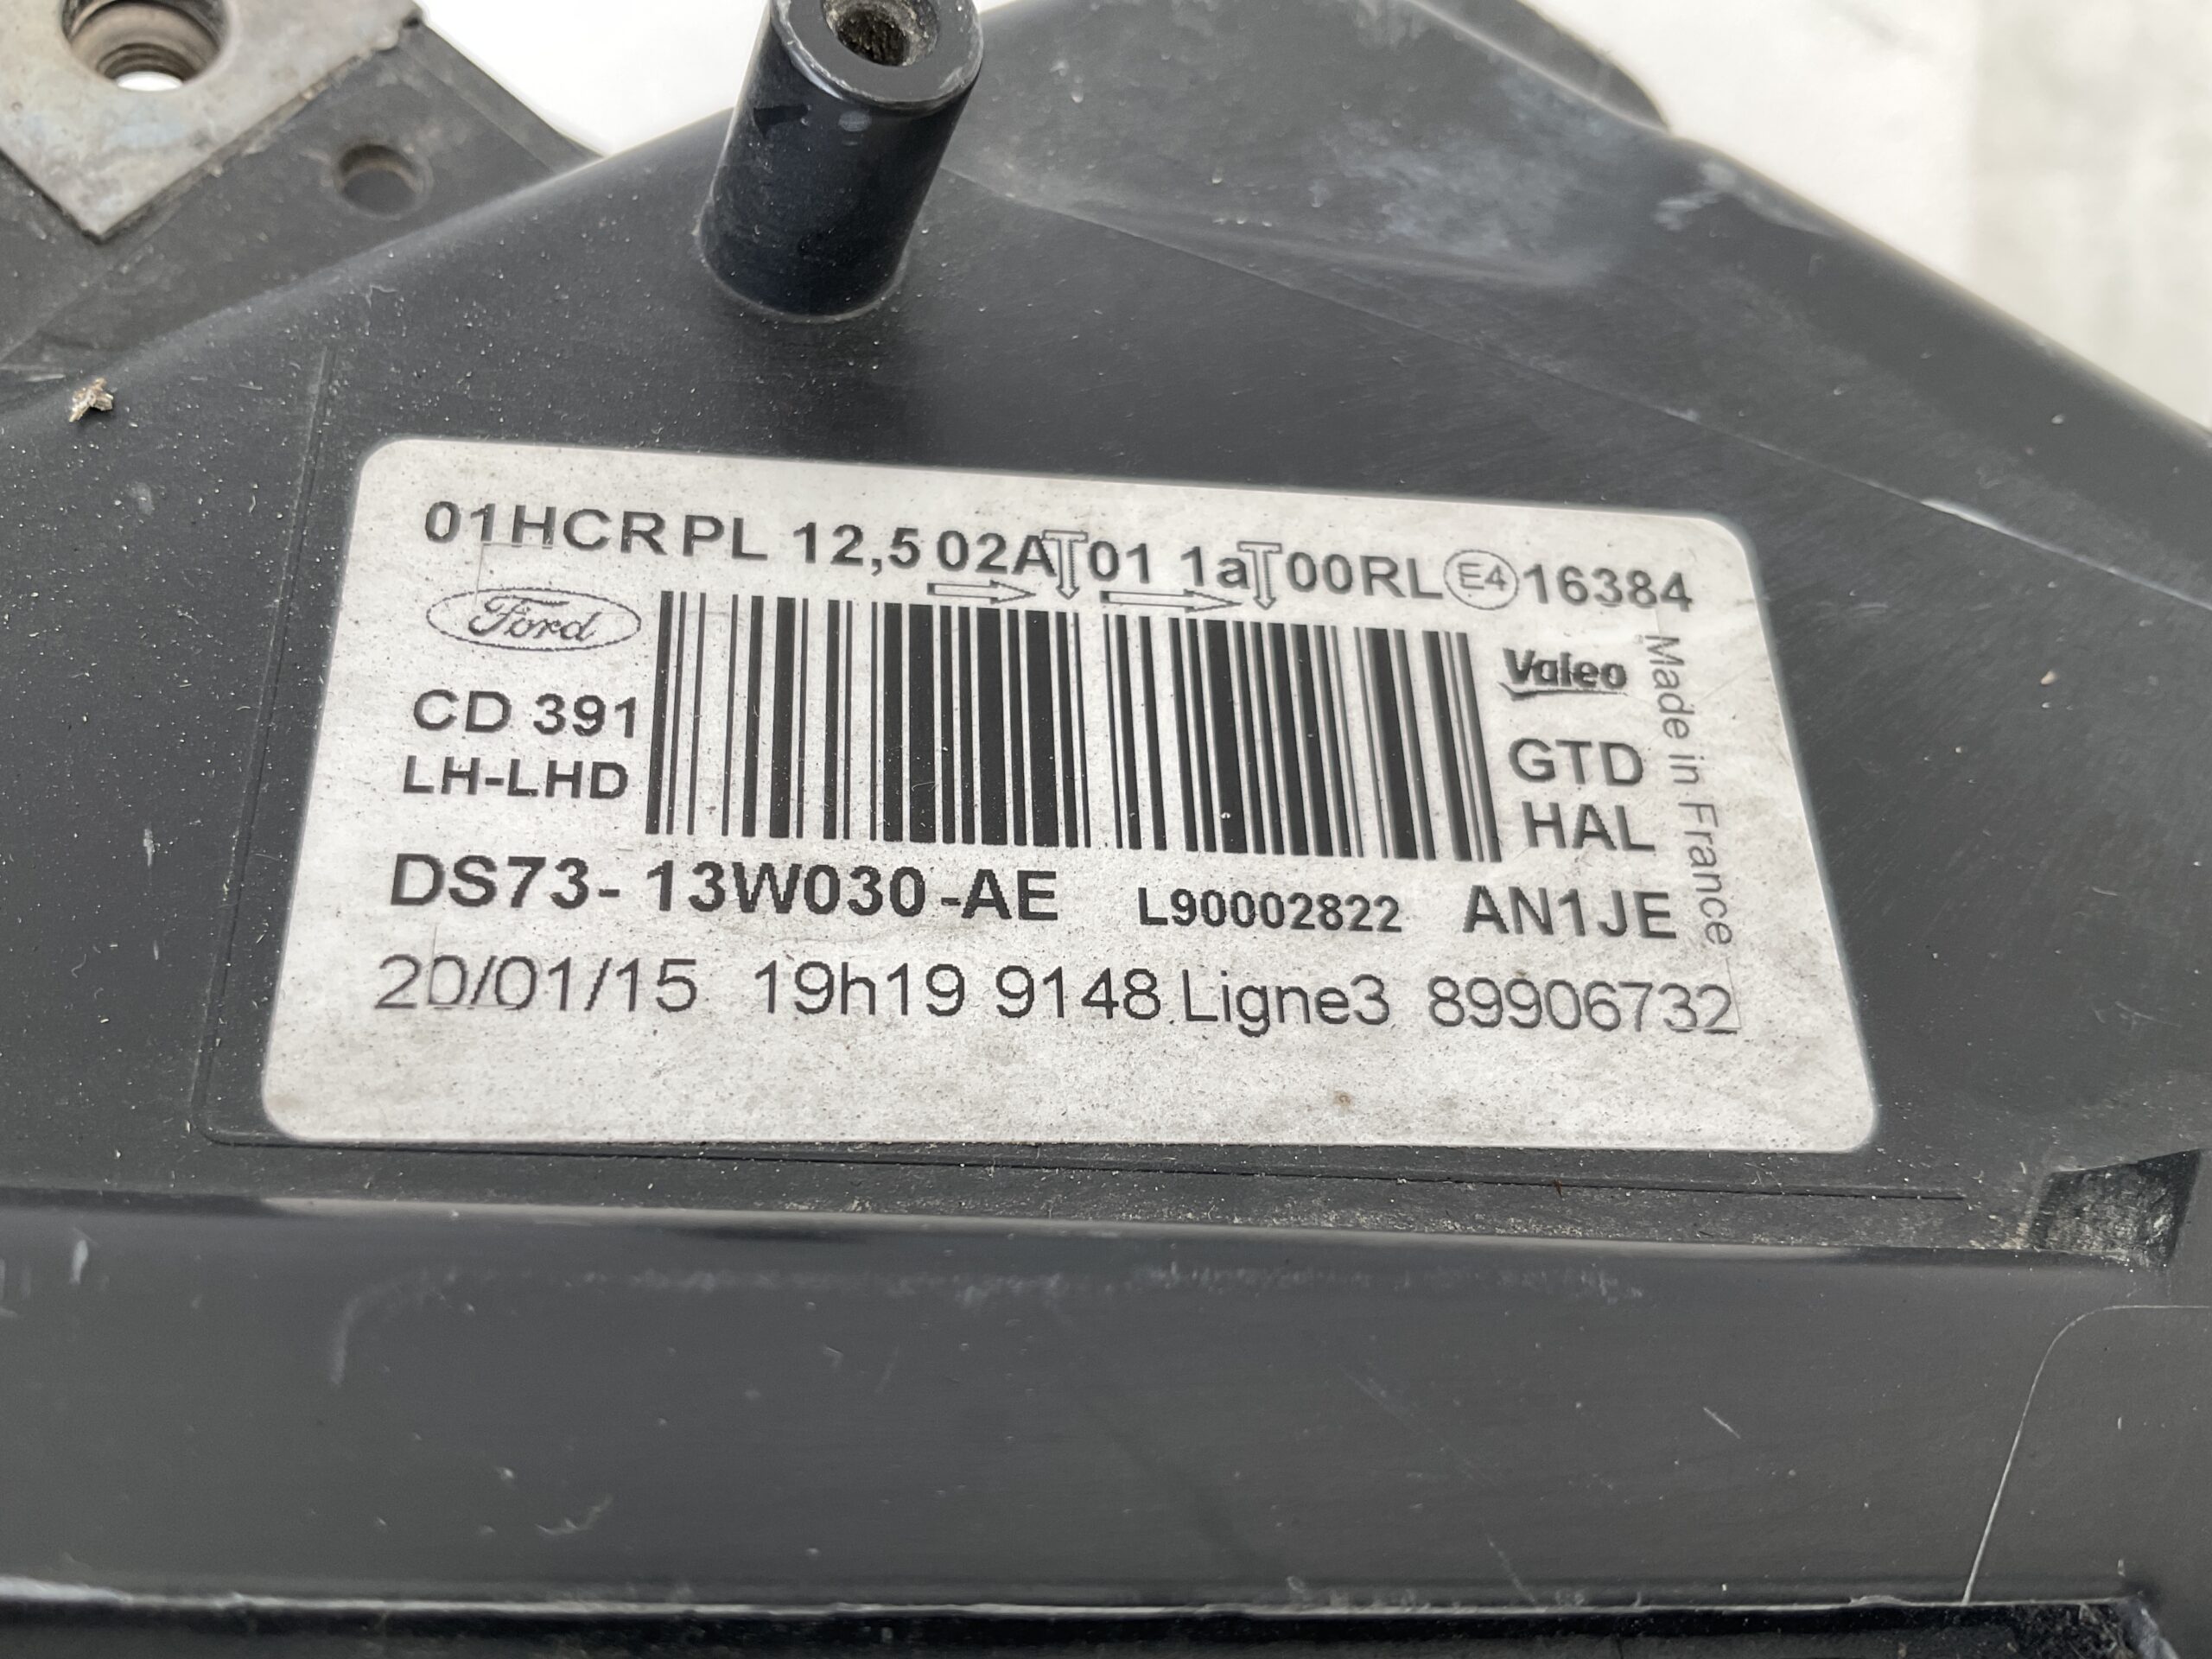 01HCR PL 12,5 02A 01 1a 00RL E4 16384
Ford
Valeo
Made in France
CD 391
GTD
LH-LHD
HAL
DS73-13W030-AE L90002822 AN1JE
20/01/15 19h19 9148 Ligne3 89906732